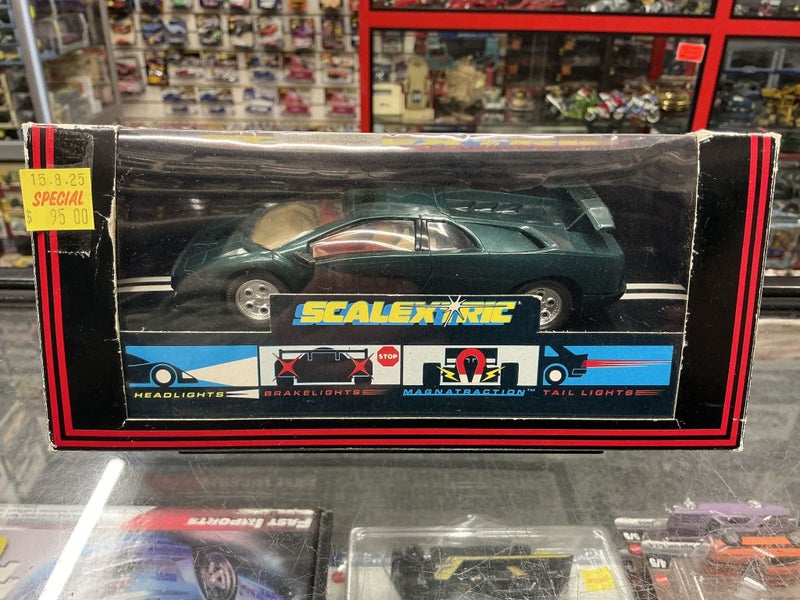 15.8.25
SPECIAL
$ 95 00
SCALEXTRIC
STOP
HEADLIGHTS
BRAKELIGHTS
MAGNATRACTION™
TAIL LIGHTS
FAST IMPORTS